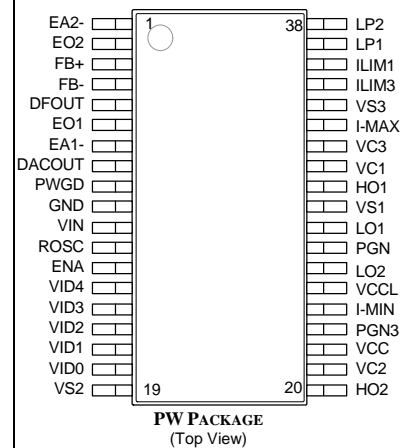 EA2- 1 38 LP2
EO2 LP1
FB+ ILIM1
FB- ILIM3
DFOUT VS3
EO1 I-MAX
EA1- VC3
DACOUT VC1
PWGD HO1
GND VS1
VIN LO1
ROSC PGN
ENA LO2
VID4 VCCL
VID3 I-MIN
VID2 PGN3
VID1 VCC
VID0 VC2
VS2 19 20 HO2
PW PACKAGE
(Top View)